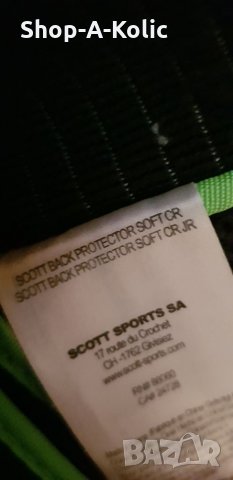 Shop-A-Kolic
SCOTT BACK PROTECTOR SOFT CR
SCOTT BACK PROTECTOR SOFT CR JR
SCOTT SPORTS SA
17 route du Crochet
CH-1762 Givisiez
www.scott-sports.com
BAZAR